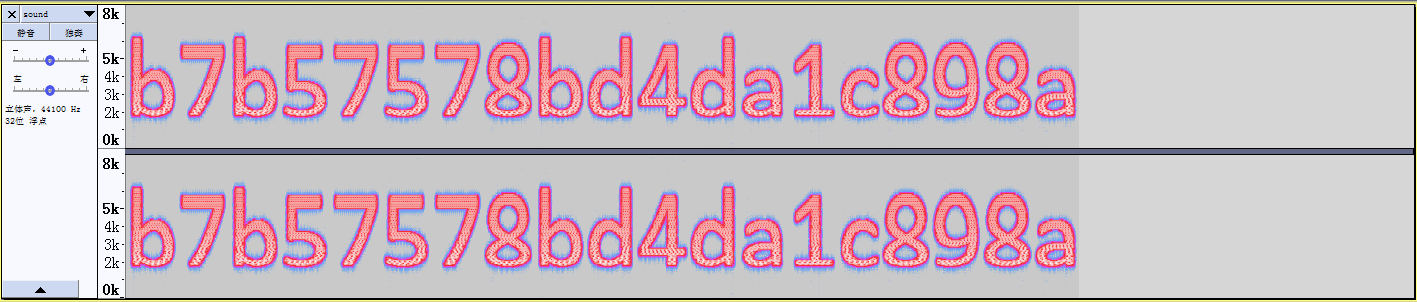 × sound
静音 独奏
- +
左 右
立体声, 44100 Hz
32位 浮点
8k
5k
4k
3k
2k
0k
b7b57578bd4da1c898a
8k
5k
4k
3k
2k
0k
b7b57578bd4da1c898a